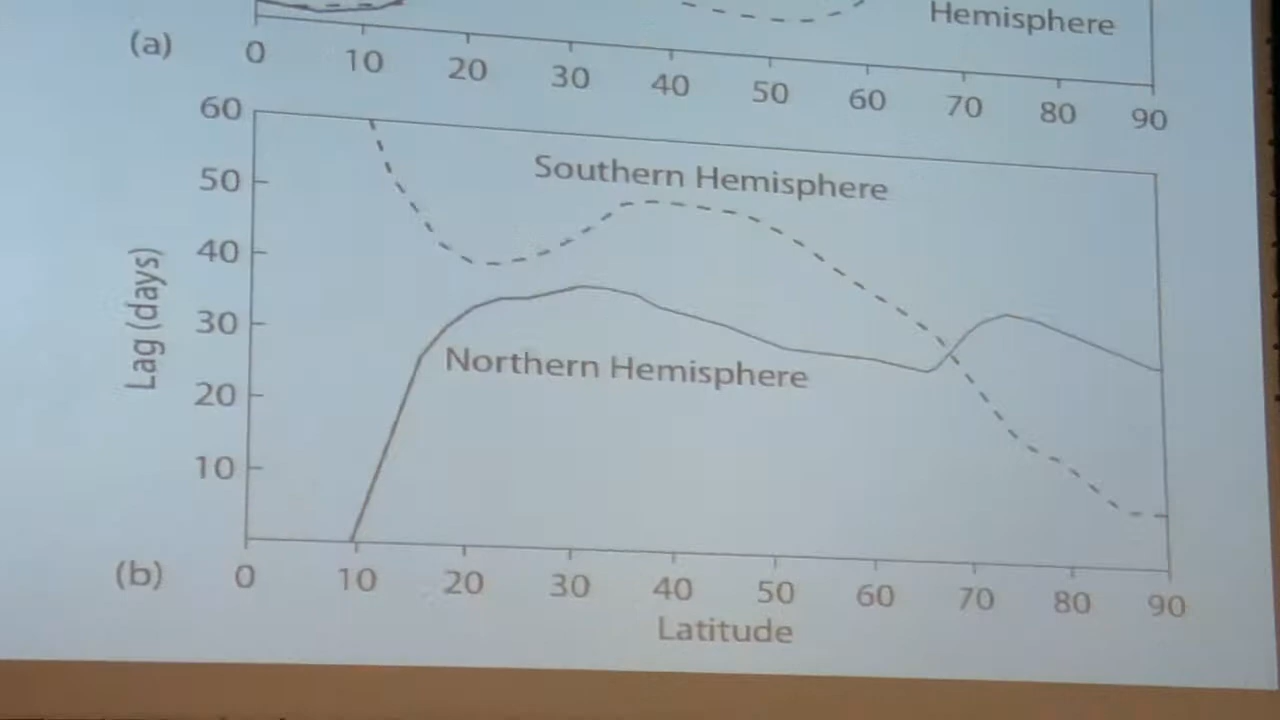 Hemisphere
(a)
0 10 20 30 40 50 60 70 80 90
60
50
40
30
20
10
Lag (days)
Southern Hemisphere
Northern Hemisphere
(b)
0 10 20 30 40 50 60 70 80 90
Latitude